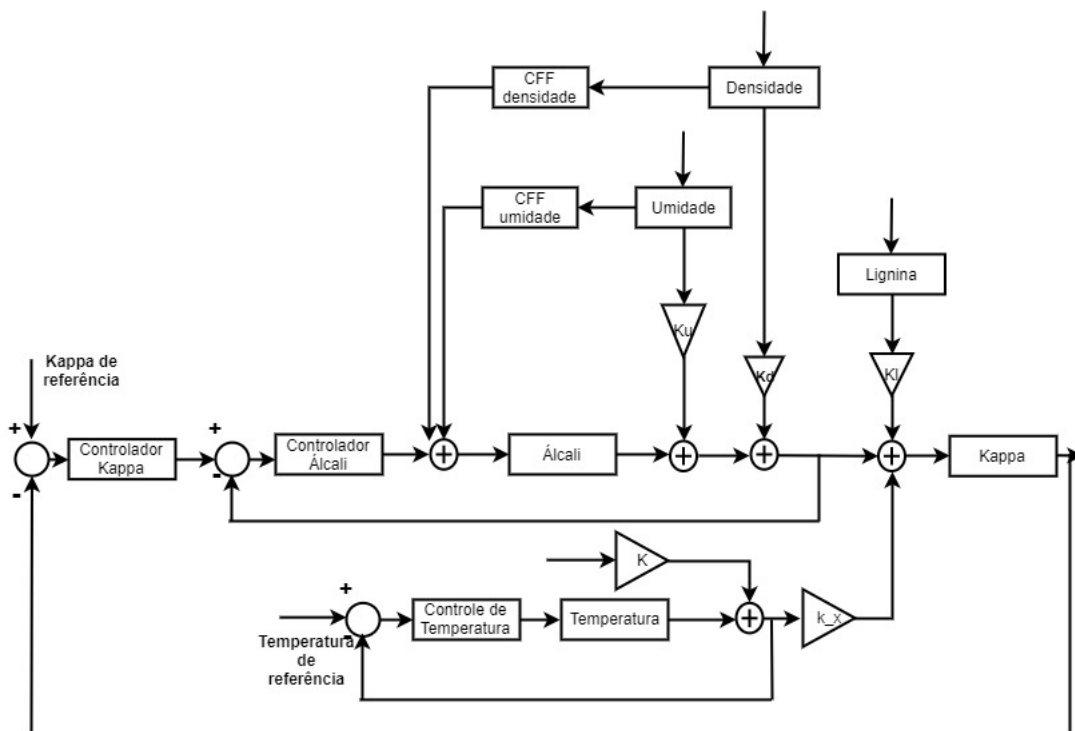 CFF
densidade
Densidade
CFF
umidade
Umidade
Lignina
Ku
Kd
Kl
Kappa de
referência
+
-
Controlador
Kappa
+
-
Controlador
Álcali
+
Álcali
+
+
+
Kappa
K
+
-
Controle de
Temperatura
Temperatura
+
k_x
Temperatura
de
referência